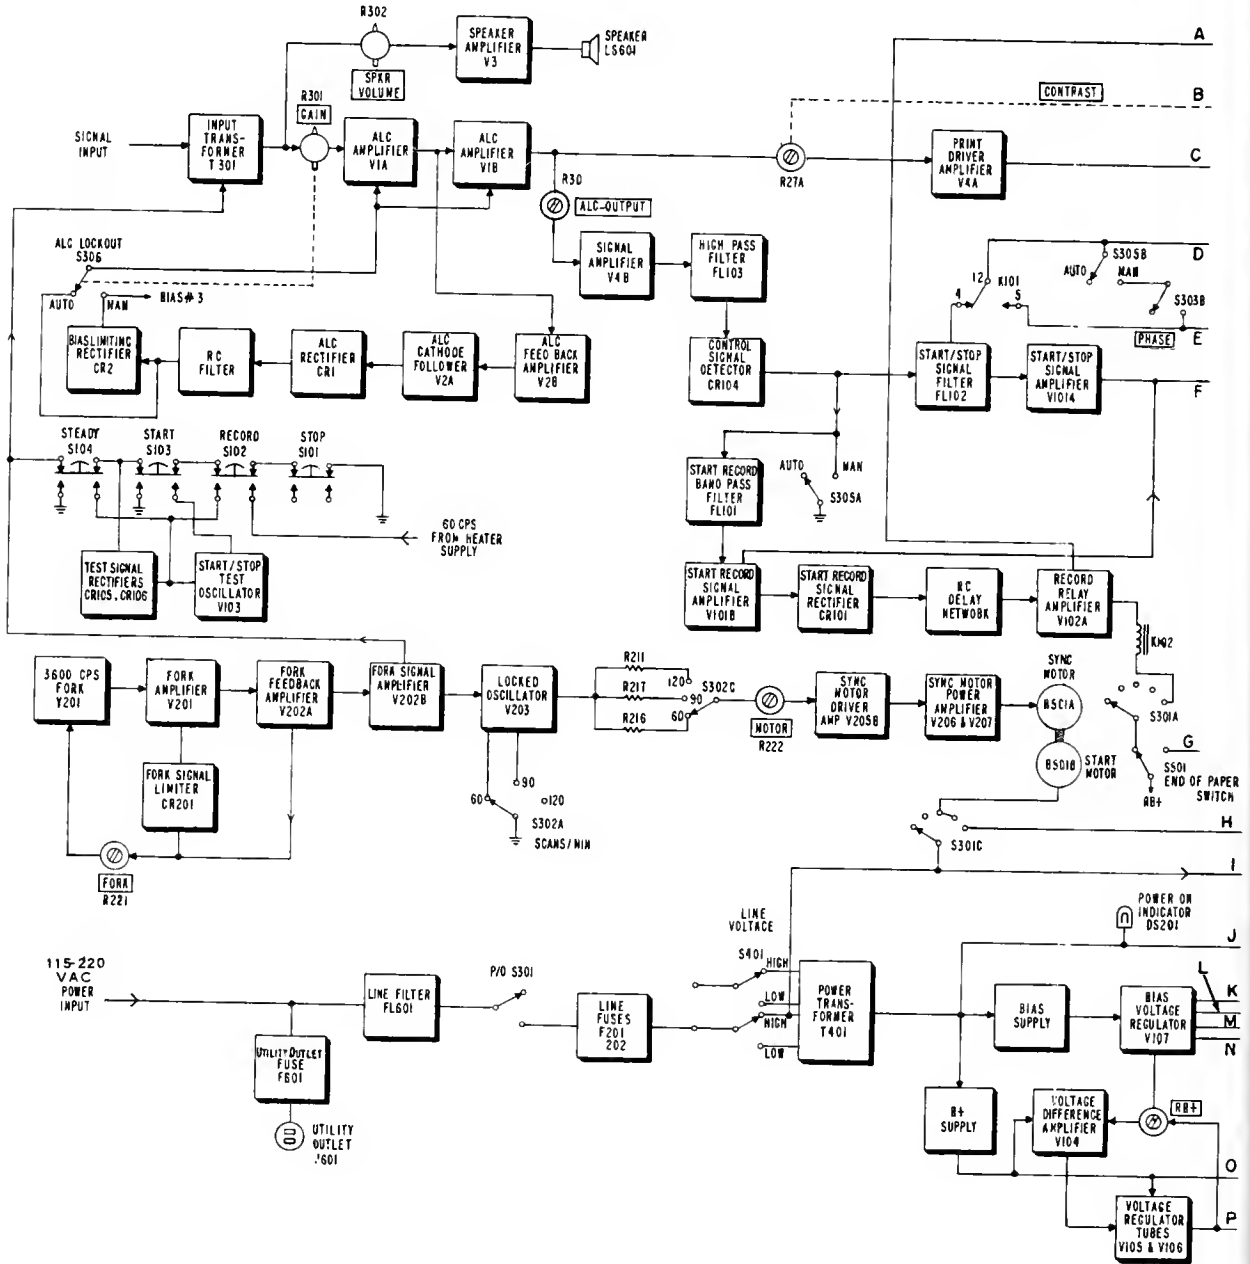 R302
SPEAKER
AMPLIFIER
V3
SPEAKER
LS601
A
SPKR
VOLUME
R301
GAIN
CONTRAST
B
SIGNAL
INPUT
INPUT
TRANS-
FORMER
T301
ALC
AMPLIFIER
V1A
ALC
AMPLIFIER
V1B
R27A
PRINT
DRIVER
AMPLIFIER
V4A
C
R30
ALC-OUTPUT
ALC LOCKOUT
S306
AUTO
MAN
BIAS#3
SIGNAL
AMPLIFIER
V4B
HIGH PASS
FILTER
FL103
D
S305B
AUTO
MAN
12
K101
4
5
S303B
PHASE
E
BIASLIMITING
RECTIFIER
CR2
RC
FILTER
ALC
RECTIFIER
CR1
ALC
CATHODE
FOLLOWER
V2A
ALC
FEED BACK
AMPLIFIER
V2B
CONTROL
SIGNAL
DETECTOR
CR104
START/STOP
SIGNAL
FILTER
FL102
START/STOP
SIGNAL
AMPLIFIER
V1014
F
STEADY
S104
START
S103
RECORD
S102
STOP
S101
START RECORD
BAND PASS
FILTER
FL101
AUTO
MAN
S305A
60 CPS
FROM HEATER
SUPPLY
TEST SIGNAL
RECTIFIERS
CR105, CR106
START/STOP
TEST
OSCILLATOR
V103
START RECORD
SIGNAL
AMPLIFIER
V101B
START RECORD
SIGNAL
RECTIFIER
CR101
RC
DELAY
NETWORK
RECORD
RELAY
AMPLIFIER
V102A
K102
3600 CPS
FORK
Y201
FORK
AMPLIFIER
V201
FORK
FEEDBACK
AMPLIFIER
V202A
FORK SIGNAL
AMPLIFIER
V202B
LOCKED
OSCILLATOR
V203
R211
R217
R216
120
90
60
S302C
MOTOR
R222
SYNC
MOTOR
DRIVER
AMP V205B
SYNC MOTOR
POWER
AMPLIFIER
V206 & V207
SYNC
MOTOR
B501A
S301A
G
FORK SIGNAL
LIMITER
CR201
B501B
START
MOTOR
S501
END OF PAPER
SWITCH
RB+
90
60
120
S302A
SCANS/MIN
H
S301C
FORK
R221
I
LINE
VOLTAGE
POWER ON
INDICATOR
DS201
J
115-220
VAC
POWER
INPUT
LINE FILTER
FL601
P/O S301
LINE
FUSES
F201
202
S401
HIGH
LOW
HIGH
LOW
POWER
TRANS-
FORMER
T401
BIAS
SUPPLY
BIAS
VOLTAGE
REGULATOR
V107
L
K
M
N
UTILITY OUTLET
FUSE
F601
UTILITY
OUTLET
J601
B+
SUPPLY
VOLTAGE
DIFFERENCE
AMPLIFIER
V104
RB+
O
VOLTAGE
REGULATOR
TUBES
V105 & V106
P